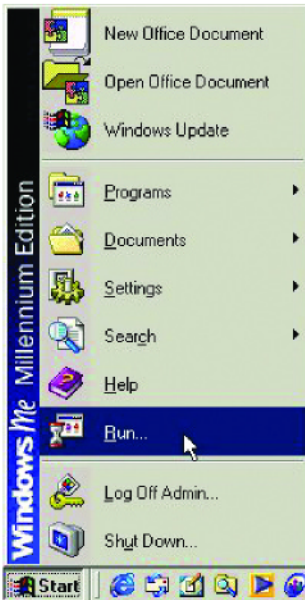 New Office Document
Open Office Document
Windows Update
Programs
Documents
Settings
Search
Help
Run...
Log Off Admin...
Shut Down...
Windows Me Millennium Edition
Start